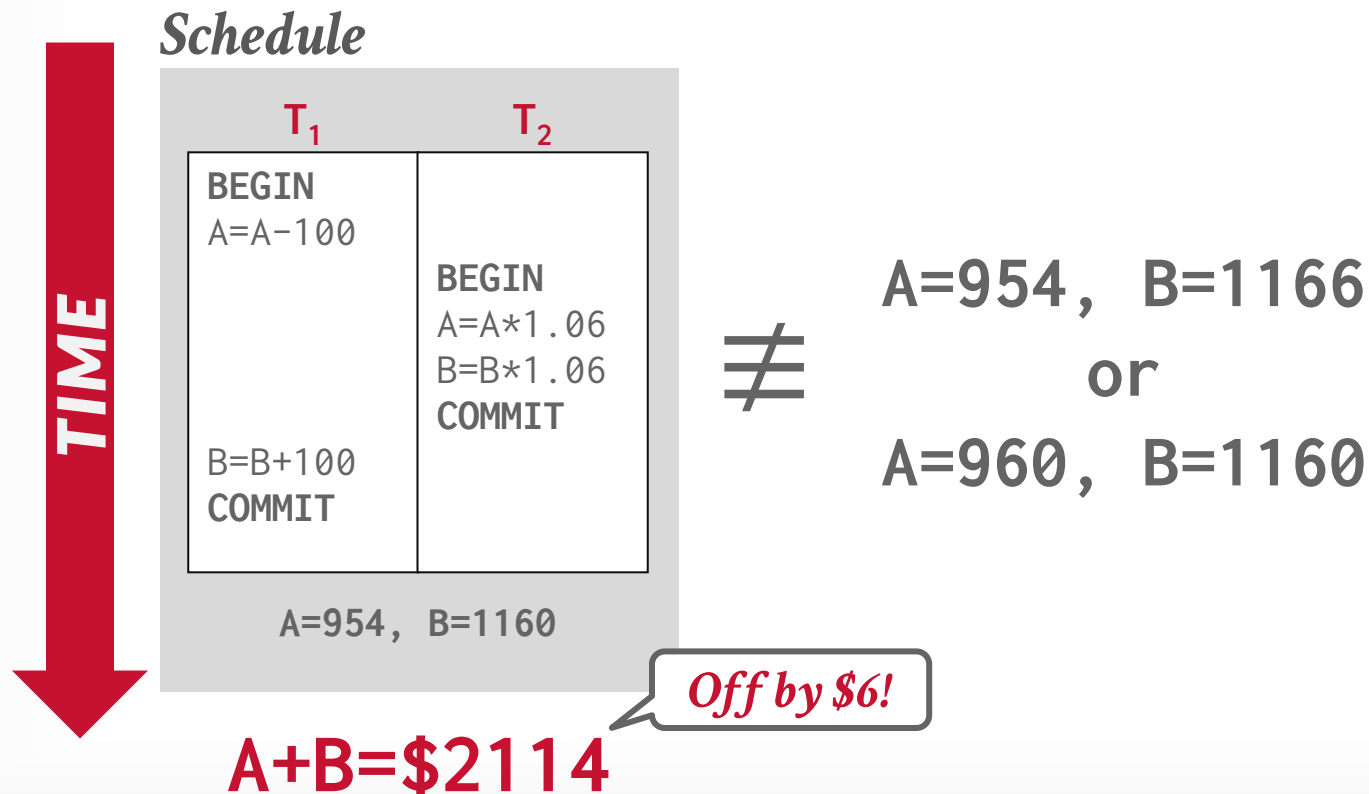 Schedule
TIME
T₁ T₂
BEGIN
A=A-100
BEGIN
A=A*1.06
B=B*1.06
COMMIT
B=B+100
COMMIT
A=954, B=1160
≢
A=954, B=1166
or
A=960, B=1160
Off by $6!
A+B=$2114